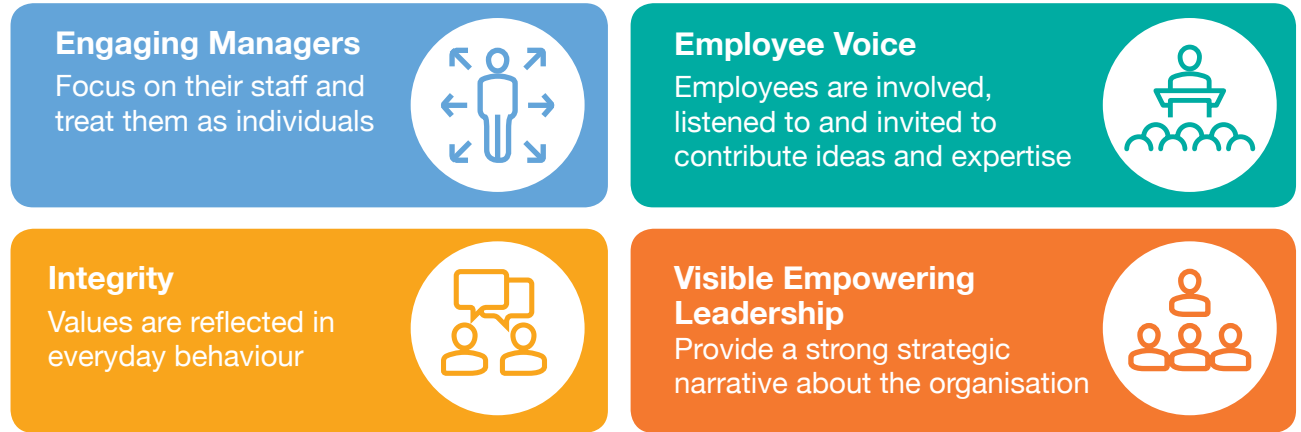 Engaging Managers
Focus on their staff and
treat them as individuals
Employee Voice
Employees are involved,
listened to and invited to
contribute ideas and expertise
Integrity
Values are reflected in
everyday behaviour
Visible Empowering
Leadership
Provide a strong strategic
narrative about the organisation